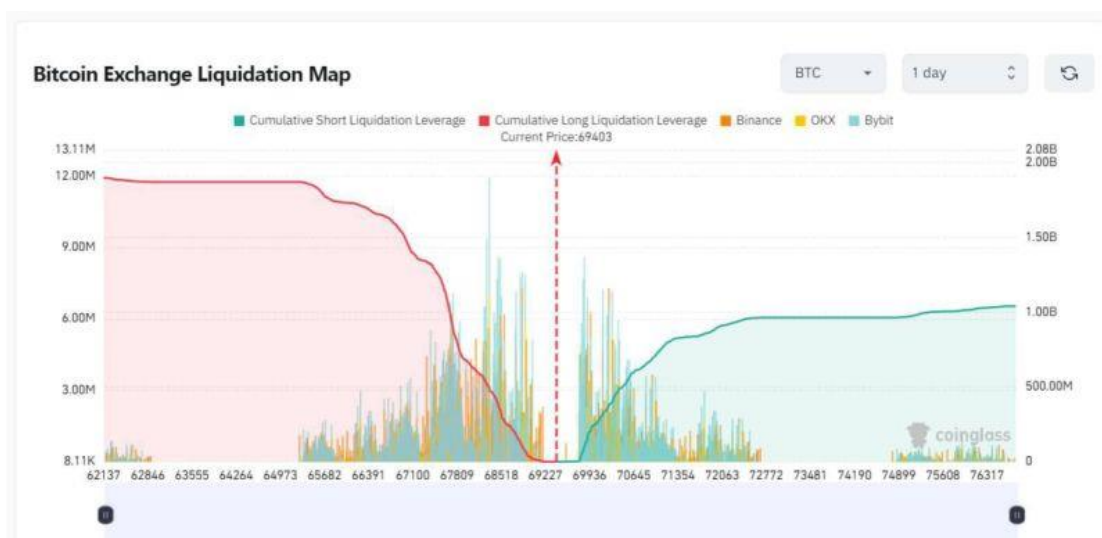 Bitcoin Exchange Liquidation Map
BTC
1 day
Cumulative Short Liquidation Leverage Cumulative Long Liquidation Leverage Binance OKX Bybit
Current Price:69403
13.11M
12.00M
9.00M
6.00M
3.00M
8.11K
2.08B
2.00B
1.50B
1.00B
500.00M
0
coinglass
62137 62846 63555 64264 64973 65682 66391 67100 67809 68518 69227 69936 70645 71354 72063 72772 73481 74190 74899 75608 76317